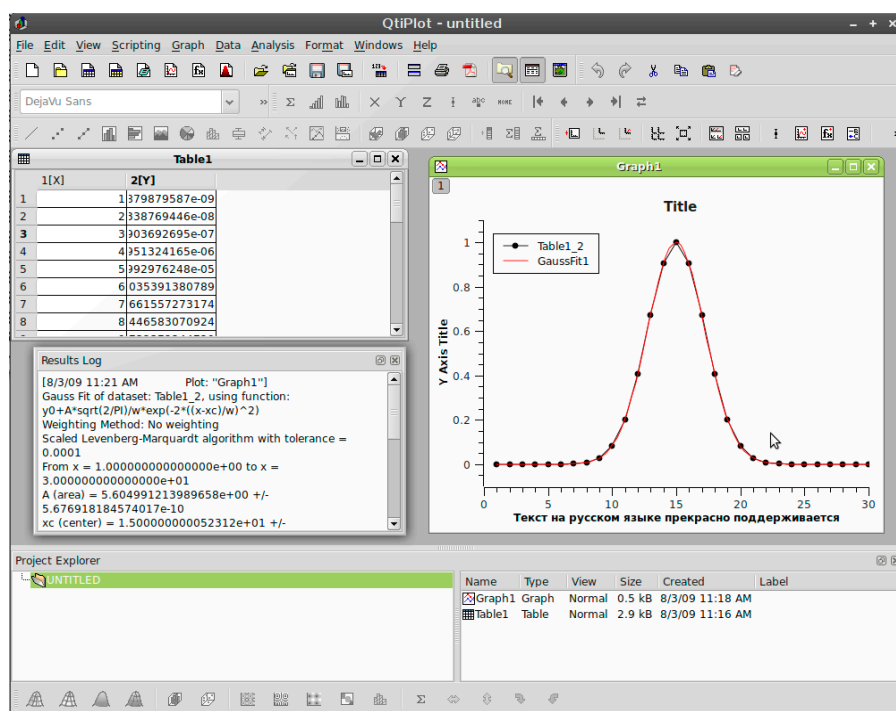 QtiPlot - untitled
File Edit View Scripting Graph Data Analysis Format Windows Help
DejaVu Sans
Table1
1[X] 2[Y]
1 1 379879587e-09
2 2 338769446e-08
3 3 903692695e-07
4 4 951324165e-06
5 5 992976248e-05
6 6 035391380789
7 7 661557273174
8 8 446583070924
Results Log
[8/3/09 11:21 AM Plot: "Graph1"]
Gauss Fit of dataset: Table1_2, using function:
y0+A*sqrt(2/PI)/w*exp(-2*((x-xc)/w)^2)
Weighting Method: No weighting
Scaled Levenberg-Marquardt algorithm with tolerance =
0.0001
From x = 1.000000000000000e+00 to x =
3.000000000000000e+01
A (area) = 5.604991213989658e+00 +/-
5.676918184574017e-10
xc (center) = 1.500000000052312e+01 +/-
Graph1
1
Title
Table1_2
GaussFit1
Y Axis Title
1
0.8
0.6
0.4
0.2
0
0 5 10 15 20 25 30
Текст на русском языке прекрасно поддерживается
Project Explorer
UNTITLED
Name Type View Size Created Label
Graph1 Graph Normal 0.5 kB 8/3/09 11:18 AM
Table1 Table Normal 2.9 kB 8/3/09 11:16 AM